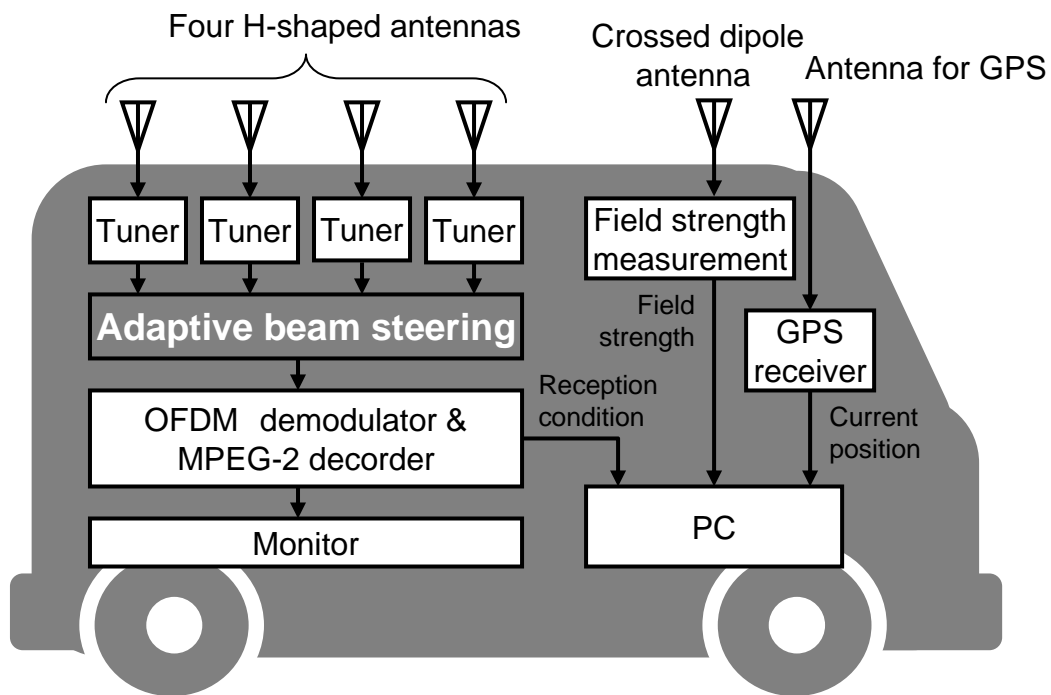 Four H-shaped antennas
Crossed dipole
antenna
Antenna for GPS
Tuner
Tuner
Tuner
Tuner
Field strength
measurement
Adaptive beam steering
Field
strength
GPS
receiver
OFDM demodulator &
MPEG-2 decorder
Reception
condition
Current
position
Monitor
PC